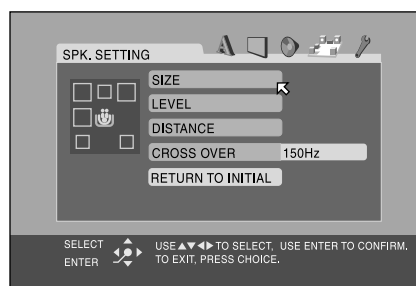 SPK. SETTING
SIZE
LEVEL
DISTANCE
CROSS OVER 150Hz
RETURN TO INITIAL
SELECT
ENTER
USE▲▼◀▶TO SELECT, USE ENTER TO CONFIRM.
TO EXIT, PRESS CHOICE.